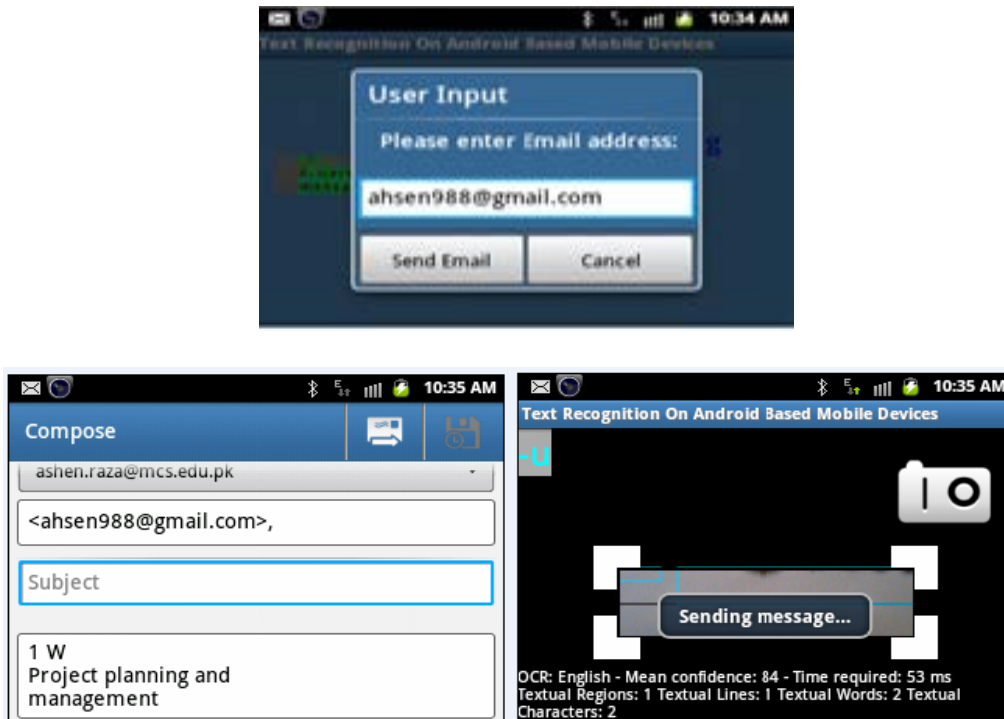 10:34 AM
Text Recognition On Android Based Mobile Devices
User Input
Please enter Email address:
ahsen988@gmail.com
Send Email
Cancel
10:35 AM
Compose
ashen.raza@mcs.edu.pk
<ahsen988@gmail.com>,
Subject
1 W
Project planning and
management
10:35 AM
Text Recognition On Android Based Mobile Devices
-u
Sending message...
OCR: English - Mean confidence: 84 - Time required: 53 ms
Textual Regions: 1 Textual Lines: 1 Textual Words: 2 Textual
Characters: 2